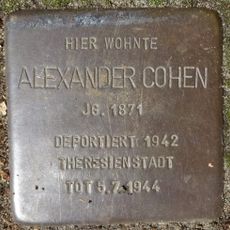 HIER WOHNTE
ALEXANDER COHEN
JG. 1871
DEPORTIERT 1942
THERESIENSTADT
TOT 5.7.1944